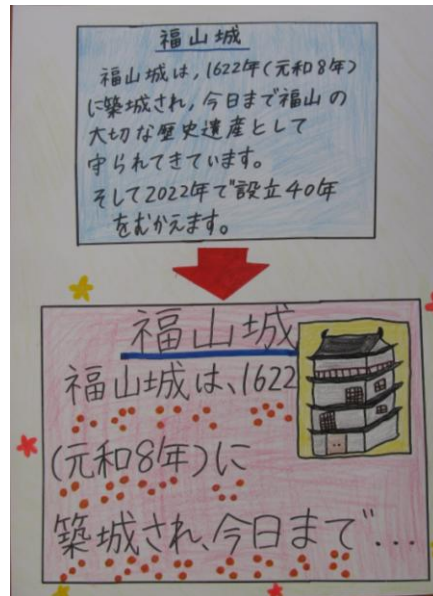 福山城
福山城は,1622年(元和8年)
に築城され,今日まで福山の
大切な歴史遺産として
守られてきています。
そして2022年で設立40年
をむかえます。
福山城
福山城は、1622
(元和8年)に
築城され、今日まで…